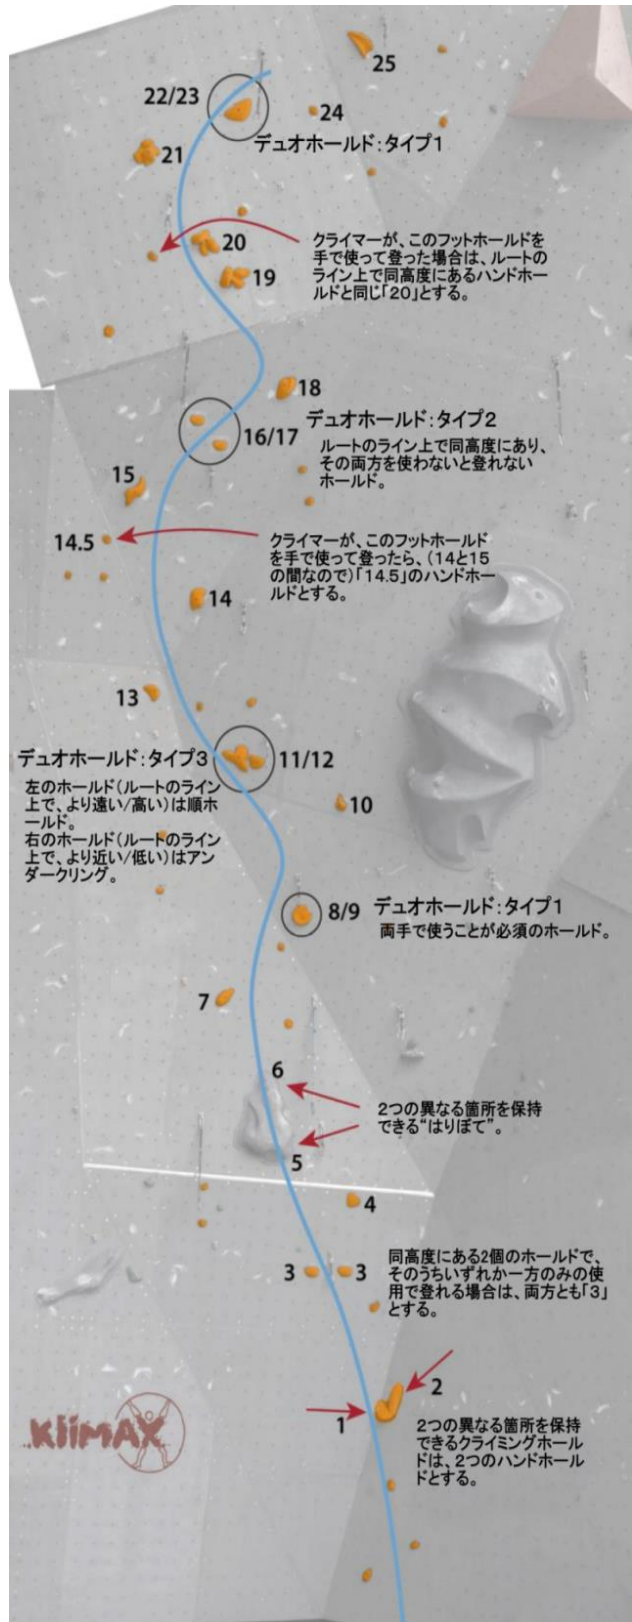 25
22/23
24
デュオホールド：タイプ1
21
クライマーが、このフットホールドを
手で使って登った場合は、ルートの
ライン上で同高度にあるハンドホー
ルドと同じ「20」とする。
20
19
18
デュオホールド：タイプ2
16/17
ルートのライン上で同高度にあり、
その両方を使わないと登れない
ホールド。
15
14.5
クライマーが、このフットホールド
を手で使って登ったら、（14と15
の間なので）「14.5」のハンドホー
ルドとする。
14
13
デュオホールド：タイプ3
11/12
左のホールド（ルートのライン
上で、より遠い/高い）は順ホ
ールド。
右のホールド（ルートのライン
上で、より近い/低い）はアン
ダークリング。
10
8/9
デュオホールド：タイプ1
両手で使うことが必須のホールド。
7
6
2つの異なる箇所を保持
できる“はりぼて”。
5
4
同高度にある2個のホールドで、
そのうちいずれか一方のみの使
用で登れる場合は、両方とも「3」
とする。
3
3
2
1
2つの異なる箇所を保持
できるクライミングホール
ドは、2つのハンドホール
ドとする。
KliMAX